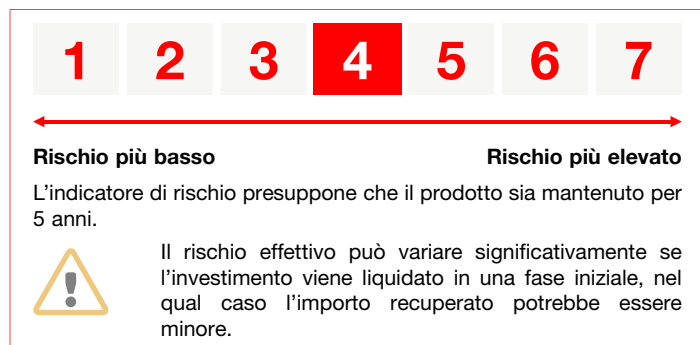 1 2 3 4 5 6 7
Rischio più basso Rischio più elevato
L'indicatore di rischio presuppone che il prodotto sia mantenuto per
5 anni.
Il rischio effettivo può variare significativamente se
l'investimento viene liquidato in una fase iniziale, nel
qual caso l'importo recuperato potrebbe essere
minore.